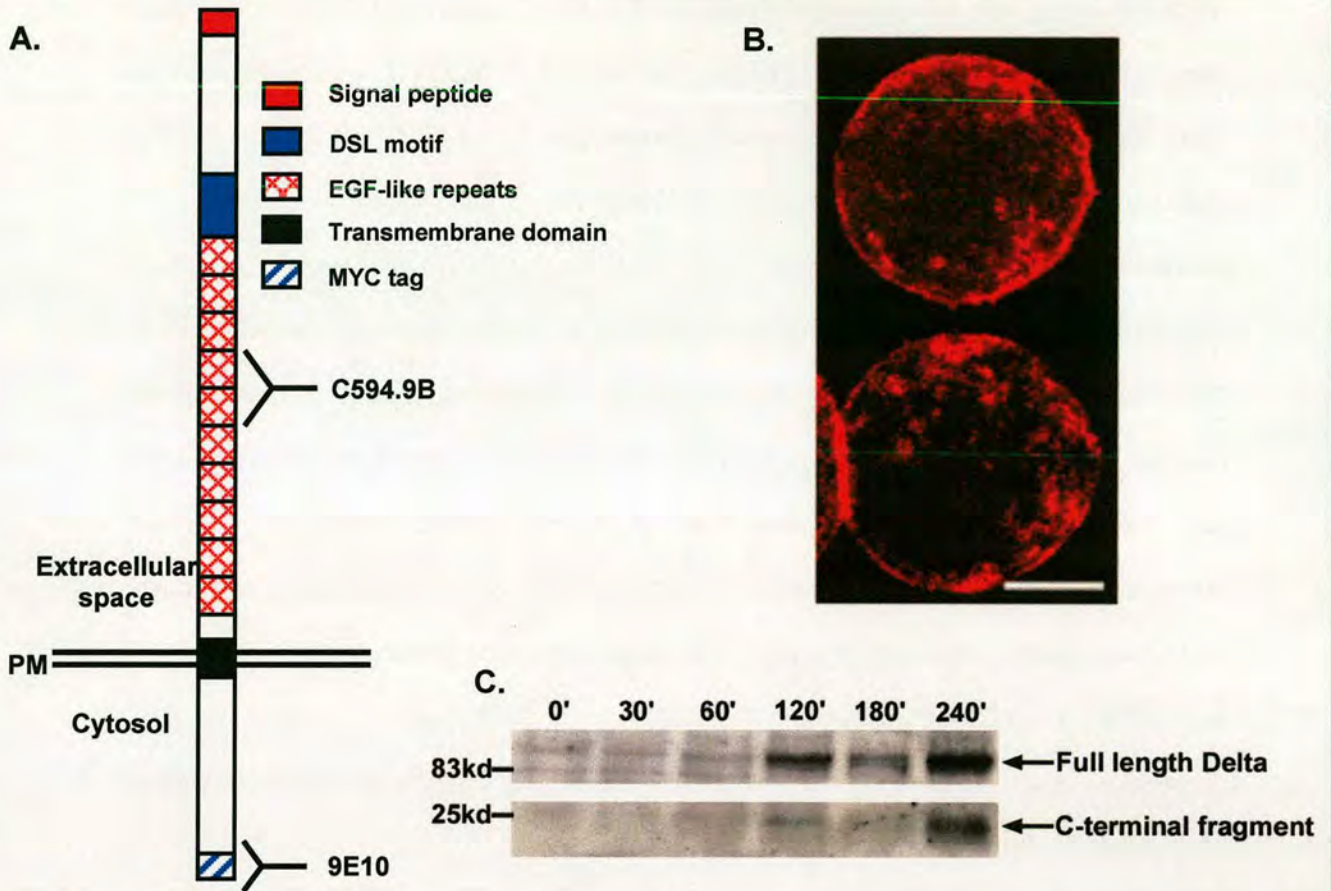 A.
Signal peptide
DSL motif
EGF-like repeats
Transmembrane domain
MYC tag
C594.9B
Extracellular
space
PM
Cytosol
9E10
B.
C.
0' 30' 60' 120' 180' 240'
83kd
Full length Delta
25kd
C-terminal fragment